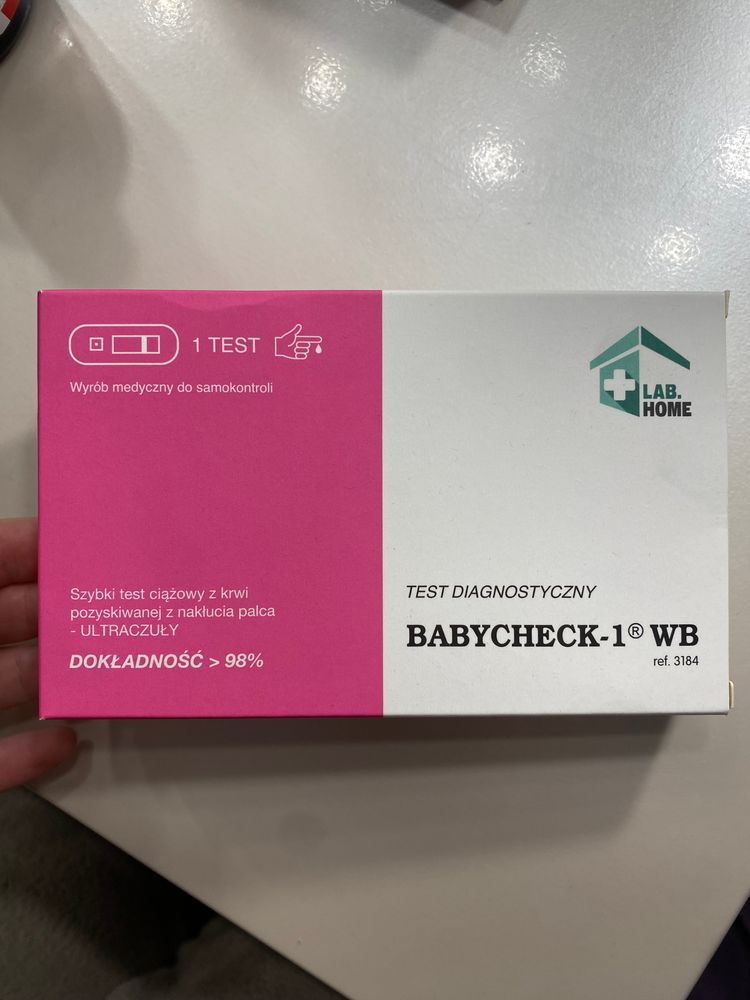 1 TEST
Wyrób medyczny do samokontroli
LAB.
HOME
Szybki test ciążowy z krwi
pozyskiwanej z nakłucia palca
- ULTRACZUŁY
DOKŁADNOŚĆ > 98%
TEST DIAGNOSTYCZNY
BABYCHECK-1® WB
ref. 3184